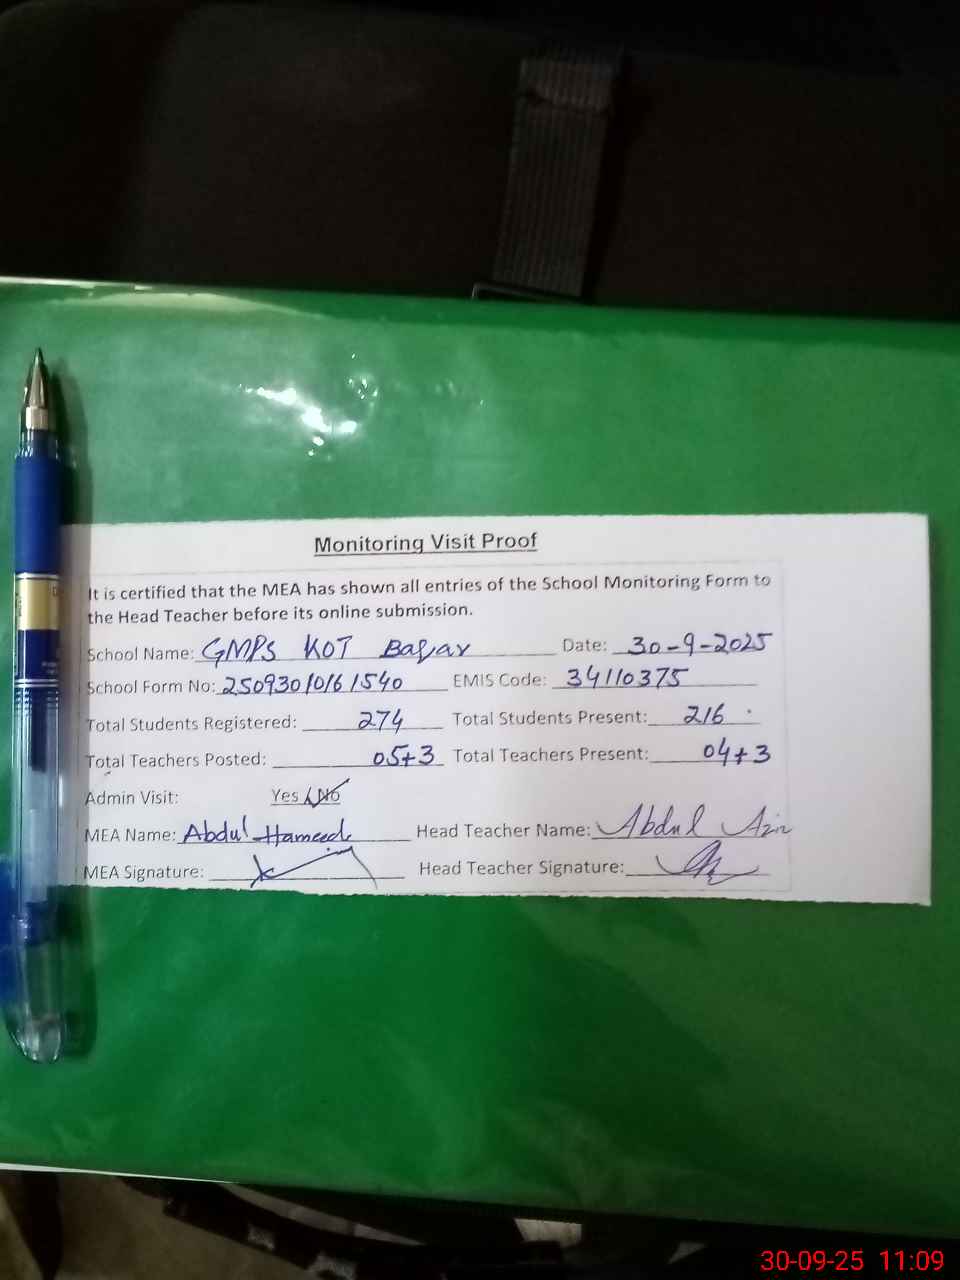 Monitoring Visit Proof
It is certified that the MEA has shown all entries of the School Monitoring Form to
the Head Teacher before its online submission.
School Name: GMPS KOT Date: 30-9-2025
School Form No: 2509300161540 EMIS Code: 34110375
Total Students Registered: 274 Total Students Present: 216
Total Teachers Posted: 05+3 Total Teachers Present: 04+3
Admin Visit: Yes / No
MEA Name: Abdul Hameed Head Teacher Name: Abdul Aziz
MEA Signature: Head Teacher Signature:
30-09-25 11:09